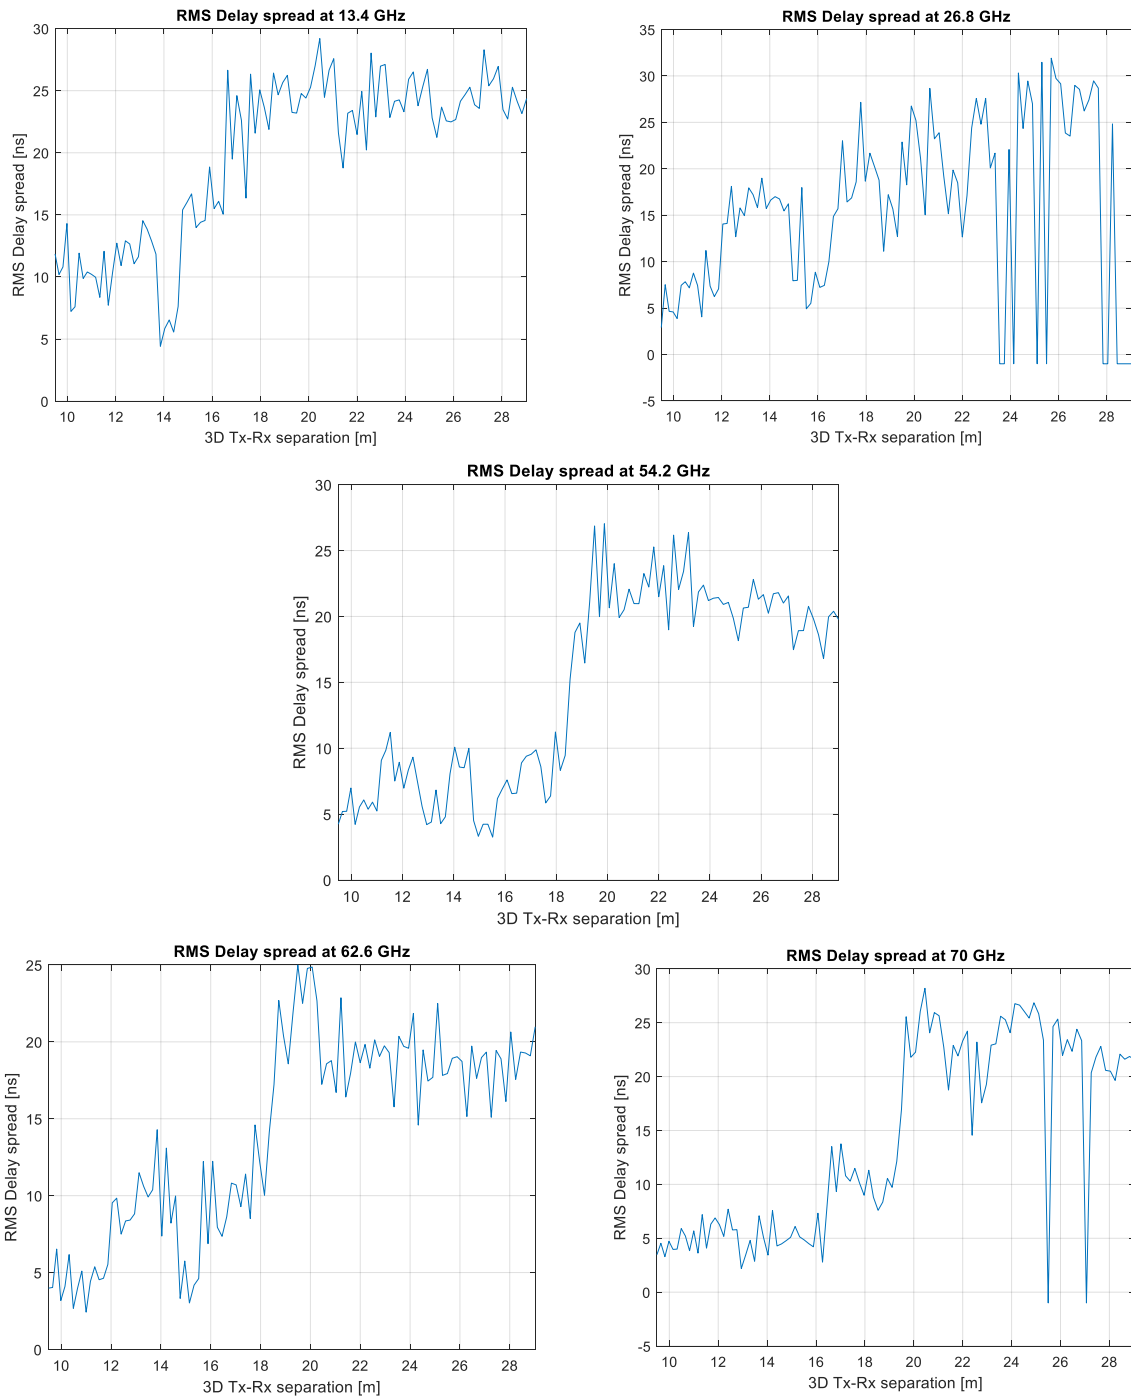 RMS Delay spread at 13.4 GHz
RMS Delay spread [ns]
30
25
20
15
10
5
0
10 12 14 16 18 20 22 24 26 28
3D Tx-Rx separation [m]
RMS Delay spread at 26.8 GHz
RMS Delay spread [ns]
35
30
25
20
15
10
5
0
-5
10 12 14 16 18 20 22 24 26 28
3D Tx-Rx separation [m]
RMS Delay spread at 54.2 GHz
RMS Delay spread [ns]
30
25
20
15
10
5
0
10 12 14 16 18 20 22 24 26 28
3D Tx-Rx separation [m]
RMS Delay spread at 62.6 GHz
RMS Delay spread [ns]
25
20
15
10
5
0
10 12 14 16 18 20 22 24 26 28
3D Tx-Rx separation [m]
RMS Delay spread at 70 GHz
RMS Delay spread [ns]
30
25
20
15
10
5
0
-5
10 12 14 16 18 20 22 24 26 28
3D Tx-Rx separation [m]